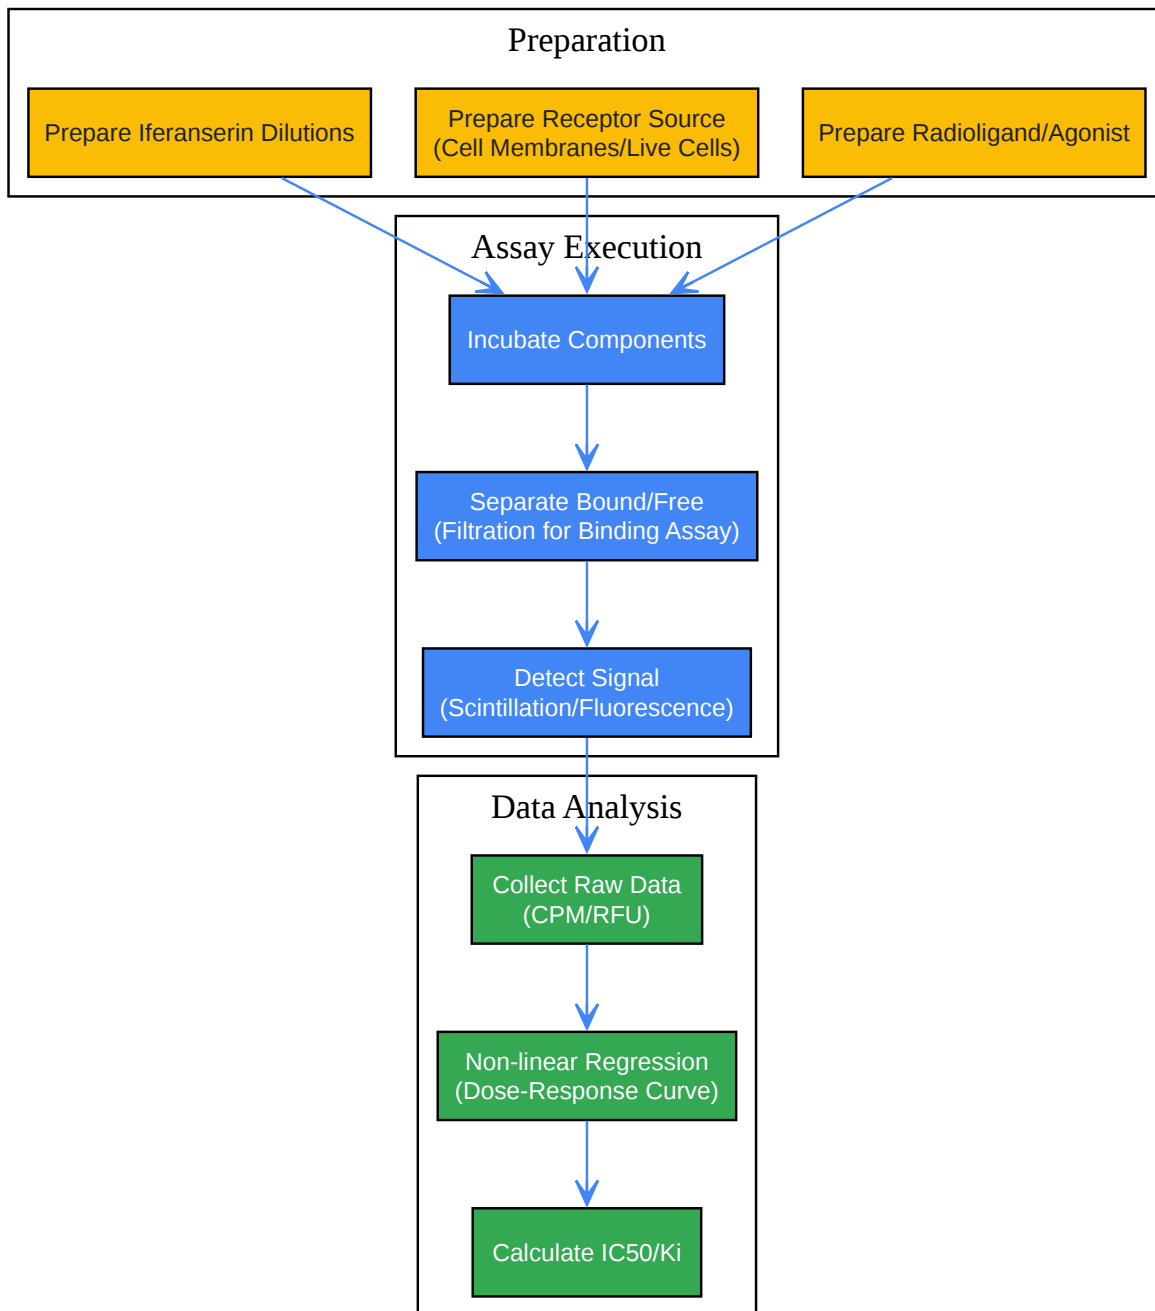 Preparation
Prepare Iferanserin Dilutions
Prepare Receptor Source
(Cell Membranes/Live Cells)
Prepare Radioligand/Agonist
Assay Execution
Incubate Components
Separate Bound/Free
(Filtration for Binding Assay)
Detect Signal
(Scintillation/Fluorescence)
Data Analysis
Collect Raw Data
(CPM/RFU)
Non-linear Regression
(Dose-Response Curve)
Calculate IC50/Ki